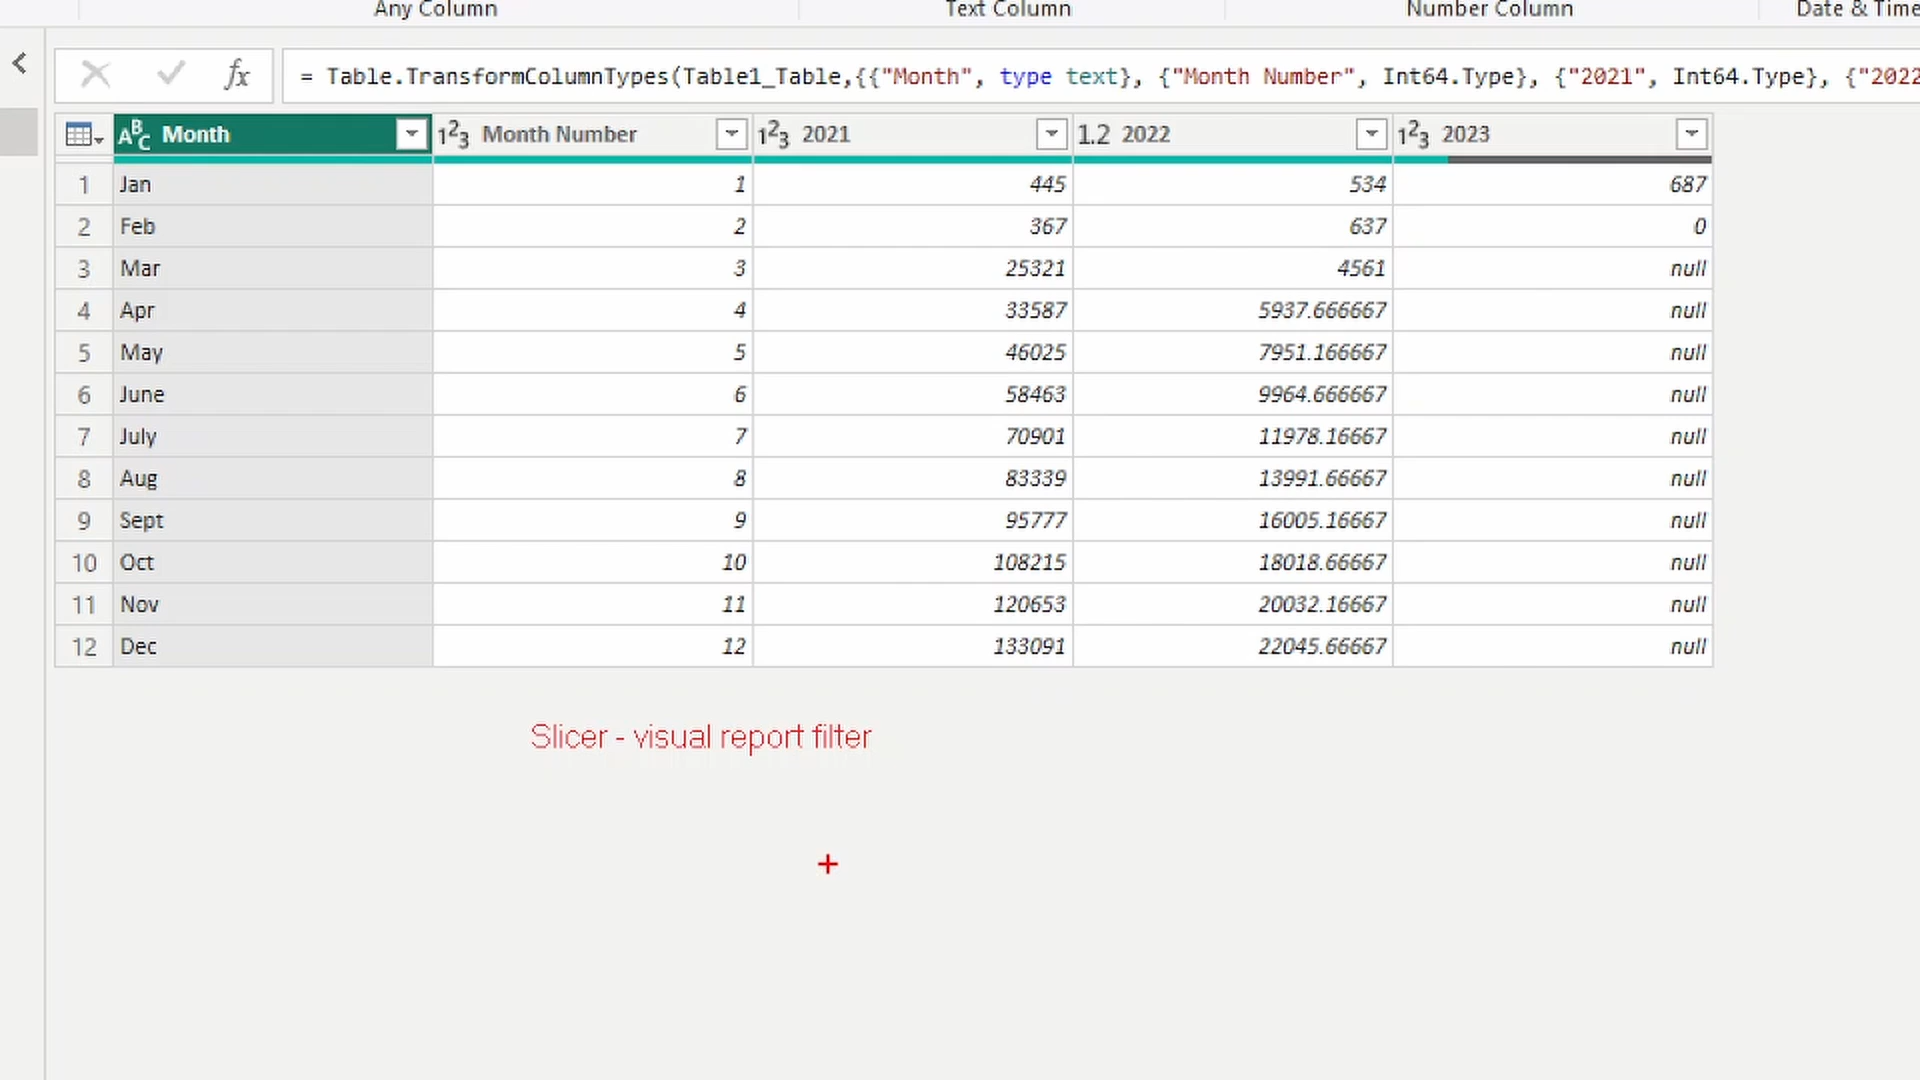 Any Column Text Column Number Column Date & Time
fx = Table.TransformColumnTypes(Table1_Table,{{"Month", type text}, {"Month Number", Int64.Type}, {"2021", Int64.Type}, {"2022
ABC Month 123 Month Number 123 2021 1.2 2022 123 2023
1 Jan 1 445 534 687
2 Feb 2 367 637 0
3 Mar 3 25321 4561 null
4 Apr 4 33587 5937.666667 null
5 May 5 46025 7951.166667 null
6 June 6 58463 9964.666667 null
7 July 7 70901 11978.16667 null
8 Aug 8 83339 13991.66667 null
9 Sept 9 95777 16005.16667 null
10 Oct 10 108215 18018.66667 null
11 Nov 11 120653 20032.16667 null
12 Dec 12 133091 22045.66667 null
Slicer - visual report filter